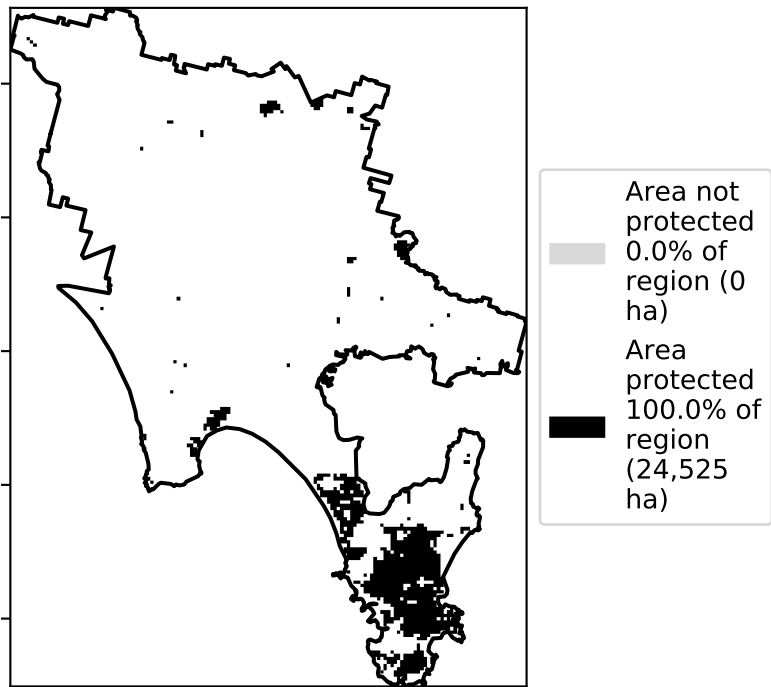 Area not
protected
0.0% of
region (0
ha)
Area
protected
100.0% of
region
(24,525
ha)